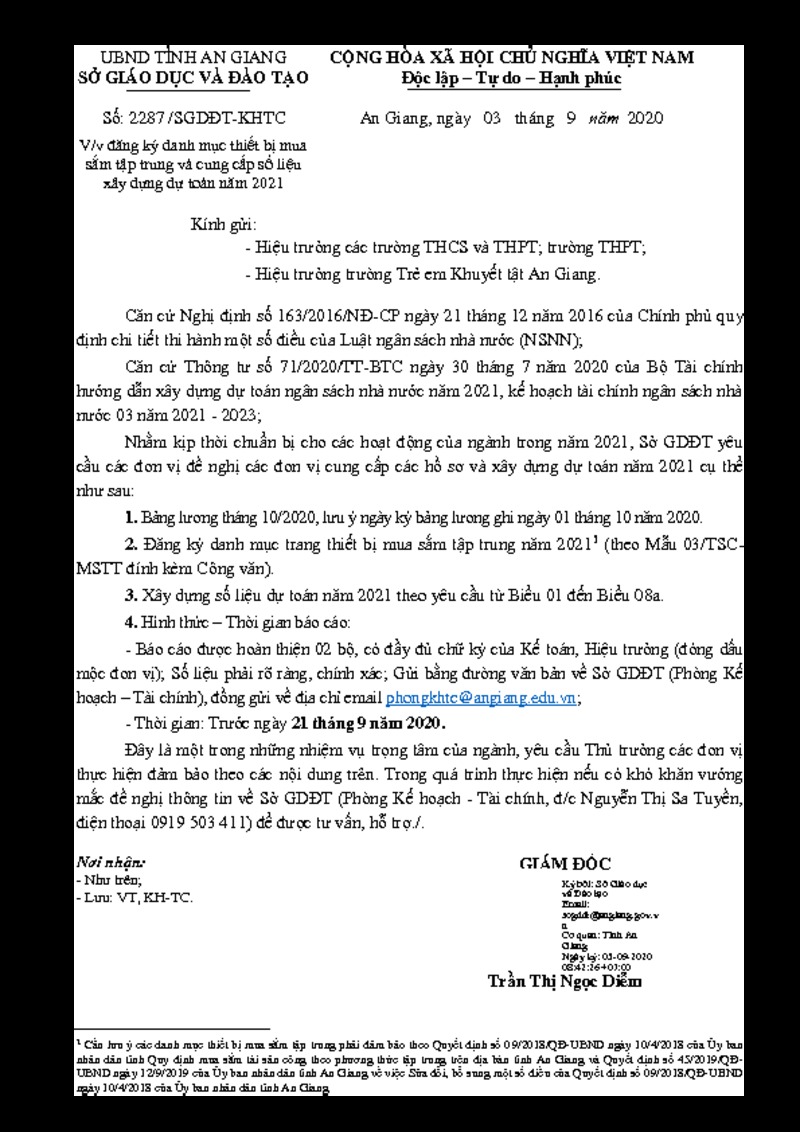 UBND TỈNH AN GIANG
SỞ GIÁO DỤC VÀ ĐÀO TẠO
CỘNG HÒA XÃ HỘI CHỦ NGHĨA VIỆT NAM
Độc lập – Tự do – Hạnh phúc
Số: 2287 /SGDĐT-KHTC
An Giang, ngày 03 tháng 9 năm 2020
V/v đăng ký danh mục thiết bị mua
sắm tập trung và cung cấp số liệu
xây dựng dự toán năm 2021
Kính gửi:
- Hiệu trưởng các trường THCS và THPT; trường THPT;
- Hiệu trưởng trường Trẻ em Khuyết tật An Giang.
Căn cứ Nghị định số 163/2016/NĐ-CP ngày 21 tháng 12 năm 2016 của Chính phủ quy
định chi tiết thi hành một số điều của Luật ngân sách nhà nước (NSNN);
Căn cứ Thông tư số 71/2020/TT-BTC ngày 30 tháng 7 năm 2020 của Bộ Tài chính
hướng dẫn xây dựng dự toán ngân sách nhà nước năm 2021, kế hoạch tài chính ngân sách nhà
nước 03 năm 2021 - 2023;
Nhằm kịp thời chuẩn bị cho các hoạt động của ngành trong năm 2021, Sở GDĐT yêu
cầu các đơn vị đề nghị các đơn vị cung cấp các hồ sơ và xây dựng dự toán năm 2021 cụ thể
như sau:
1. Bảng lương tháng 10/2020, lưu ý ngày ký bảng lương ghi ngày 01 tháng 10 năm 2020.
2. Đăng ký danh mục trang thiết bị mua sắm tập trung năm 2021¹ (theo Mẫu 03/TSC-
MSTT đính kèm Công văn).
3. Xây dựng số liệu dự toán năm 2021 theo yêu cầu từ Biểu 01 đến Biểu 08a.
4. Hình thức – Thời gian báo cáo:
- Báo cáo được hoàn thiện 02 bộ, có đầy đủ chữ ký của Kế toán, Hiệu trưởng (đóng dấu
mộc đơn vị); Số liệu phải rõ ràng, chính xác; Gửi bằng đường văn bản về Sở GDĐT (Phòng Kế
hoạch – Tài chính), đồng gửi về địa chỉ email phongkhtc@angiang.edu.vn;
- Thời gian: Trước ngày 21 tháng 9 năm 2020.
Đây là một trong những nhiệm vụ trọng tâm của ngành, yêu cầu Thủ trưởng các đơn vị
thực hiện đảm bảo theo các nội dung trên. Trong quá trình thực hiện nếu có khó khăn vướng
mắc đề nghị thông tin về Sở GDĐT (Phòng Kế hoạch - Tài chính, đ/c Nguyễn Thị Sa Tuyền,
điện thoại 0919 503 411) để được tư vấn, hỗ trợ./.
Nơi nhận:
- Như trên;
- Lưu: VT, KH-TC.
GIÁM ĐỐC
Ký bởi: Sở Giáo dục
và Đào tạo
Email:
sogddt@angiang.gov.v
n
Cơ quan: Tỉnh An
Giang
Ngày ký: 03-09-2020
08:42:26 +07:00
Trần Thị Ngọc Diễm
¹ Cần lưu ý các danh mục thiết bị mua sắm tập trung phải đảm bảo theo Quyết định số 09/2018/QĐ-UBND ngày 10/4/2018 của Ủy ban
nhân dân tỉnh Quy định mua sắm tài sản công theo phương thức tập trung trên địa bàn tỉnh An Giang và Quyết định số 45/2019/QĐ-
UBND ngày 12/9/2019 của Ủy ban nhân dân tỉnh An Giang về việc Sửa đổi, bổ sung một số điều của Quyết định số 09/2018/QĐ-UBND
ngày 10/4/2018 của Ủy ban nhân dân tỉnh An Giang